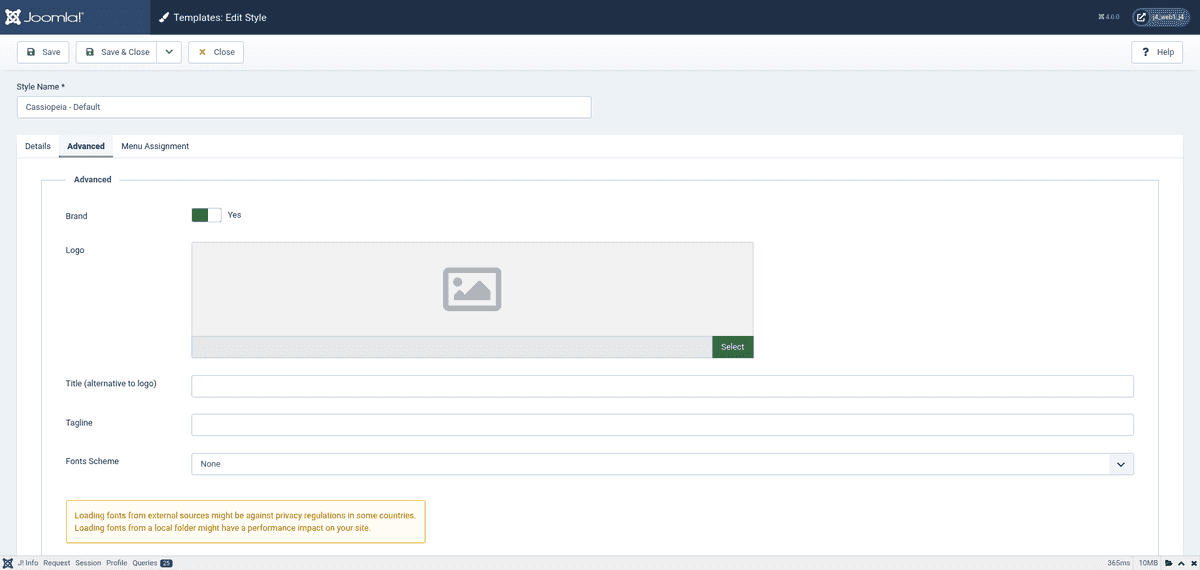 Joomla!
Templates: Edit Style
4.0.0
j4_web1_j4
Save
Save & Close
Close
Help
Style Name *
Cassiopeia - Default
Details
Advanced
Menu Assignment
Advanced
Brand
Yes
Logo
Select
Title (alternative to logo)
Tagline
Fonts Scheme
None
Loading fonts from external sources might be against privacy regulations in some countries.
Loading fonts from a local folder might have a performance impact on your site.
J! Info Request Session Profile Queries 25
365ms 10MB